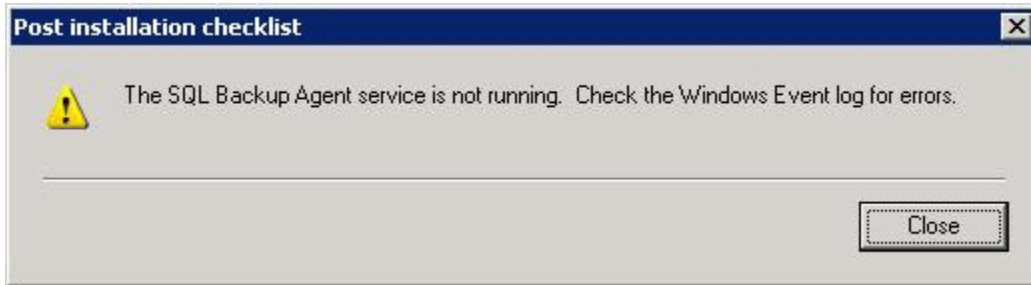 Post installation checklist
The SQL Backup Agent service is not running.  Check the Windows Event log for errors.
Close